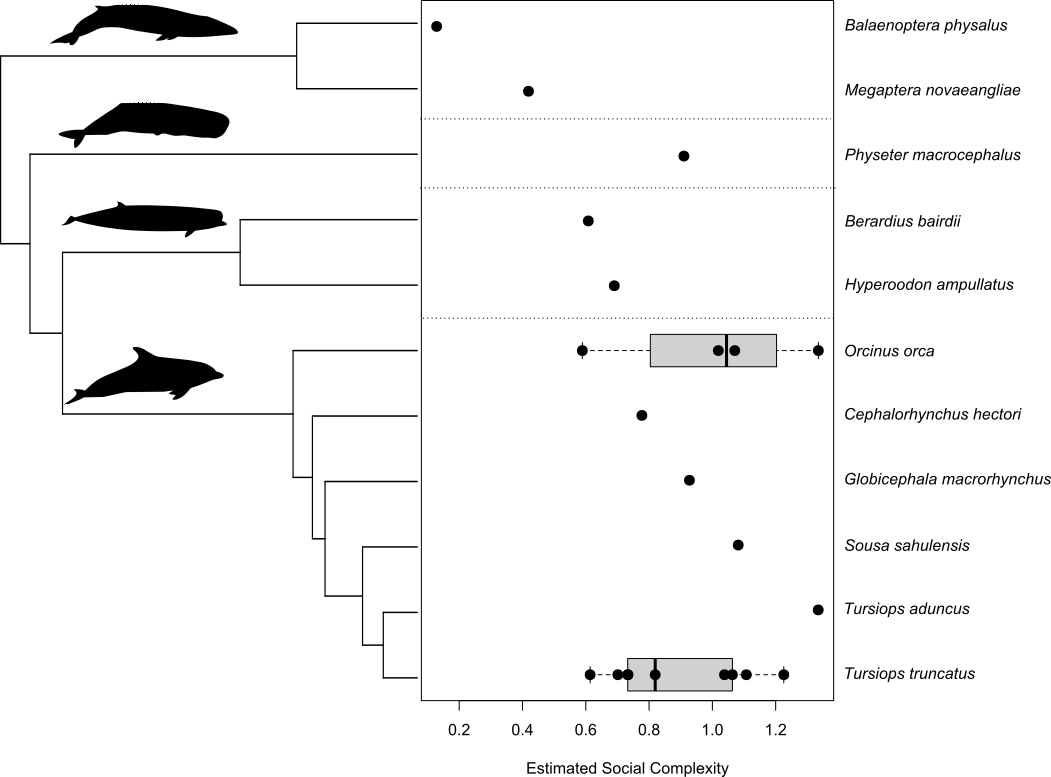 Balaenoptera physalus
Megaptera novaeangliae
Physeter macrocephalus
Berardius bairdii
Hyperoodon ampullatus
Orcinus orca
Cephalorhynchus hectori
Globicephala macrorhynchus
Sousa sahulensis
Tursiops aduncus
Tursiops truncatus
0.2 0.4 0.6 0.8 1.0 1.2
Estimated Social Complexity